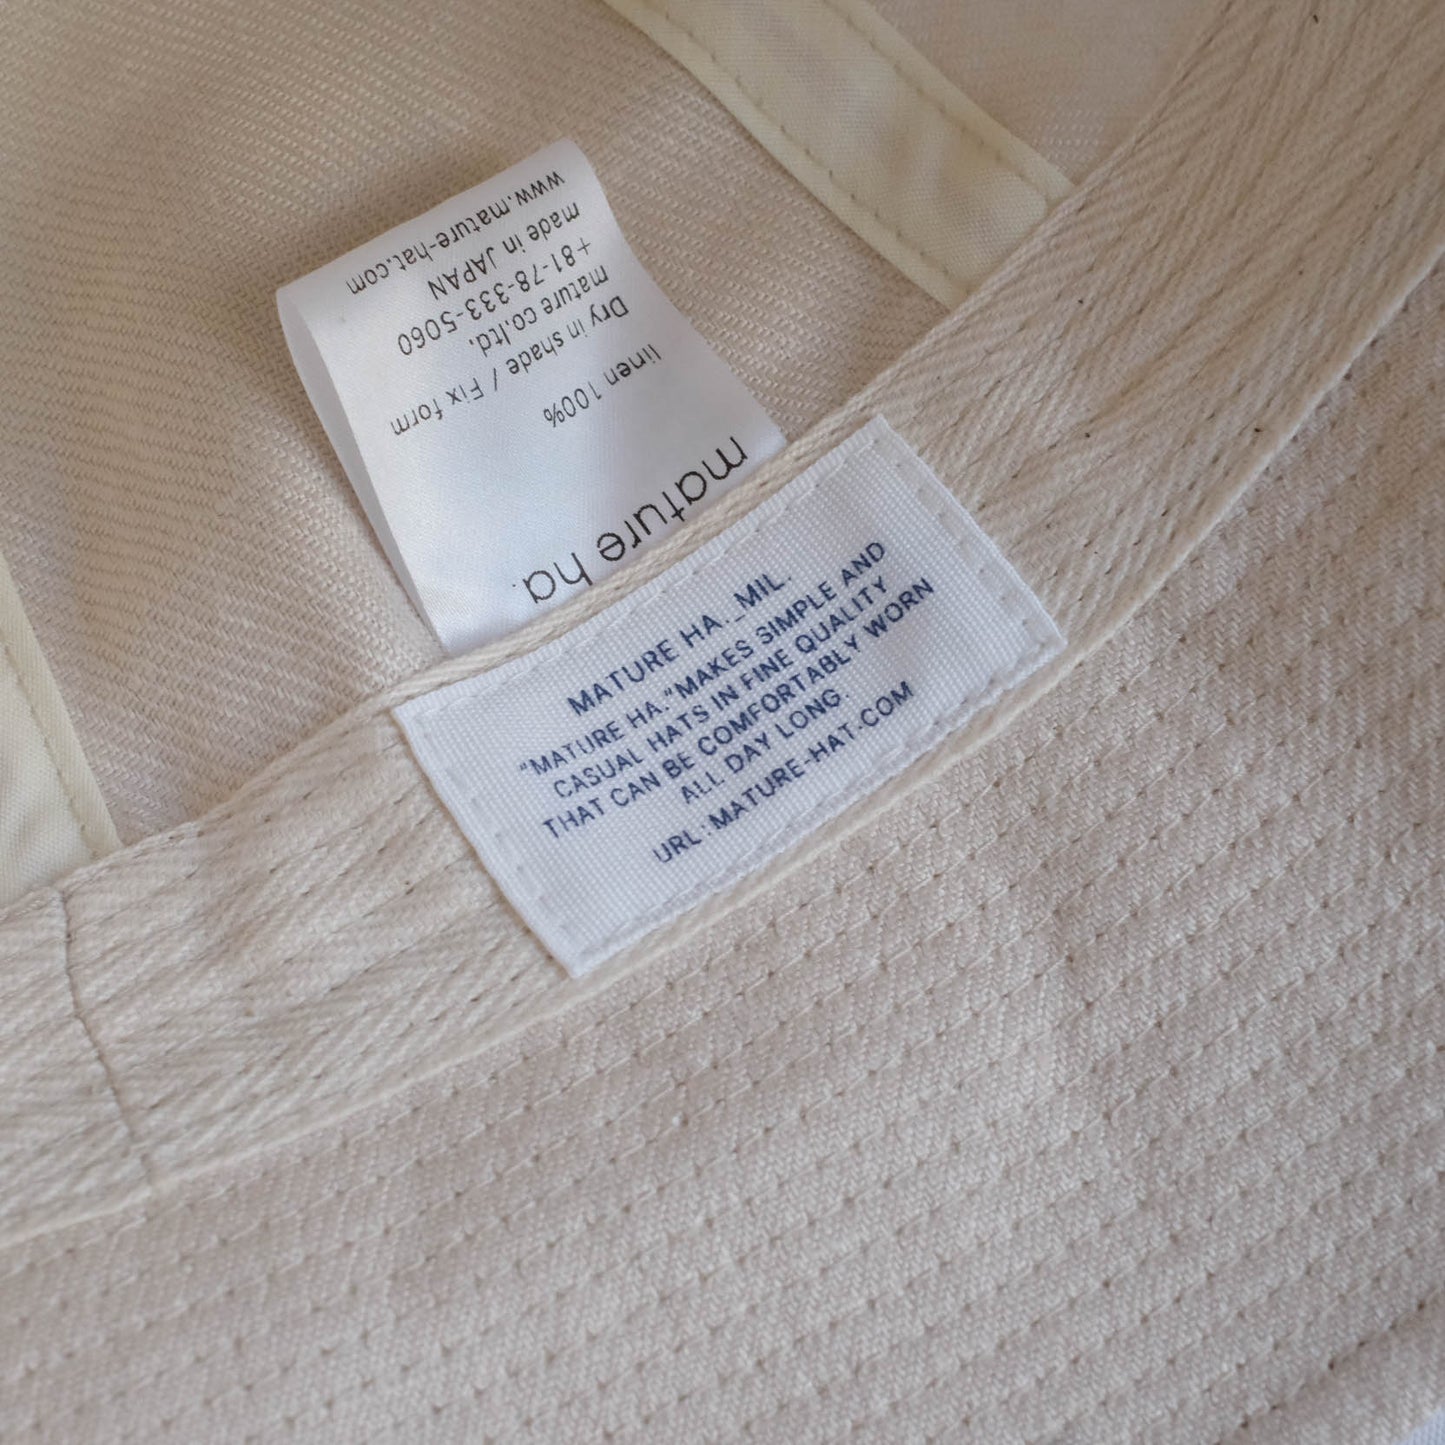 mature ha.
linen 100%
Dry in shade / Fix form
mature co.ltd.
+81-78-333-5060
made in JAPAN
www.mature-hat.com
MATURE HA._MIL.
"MATURE HA."MAKES SIMPLE AND
CASUAL HATS IN FINE QUALITY
THAT CAN BE COMFORTABLY WORN
ALL DAY LONG.
URL:MATURE-HAT.COM